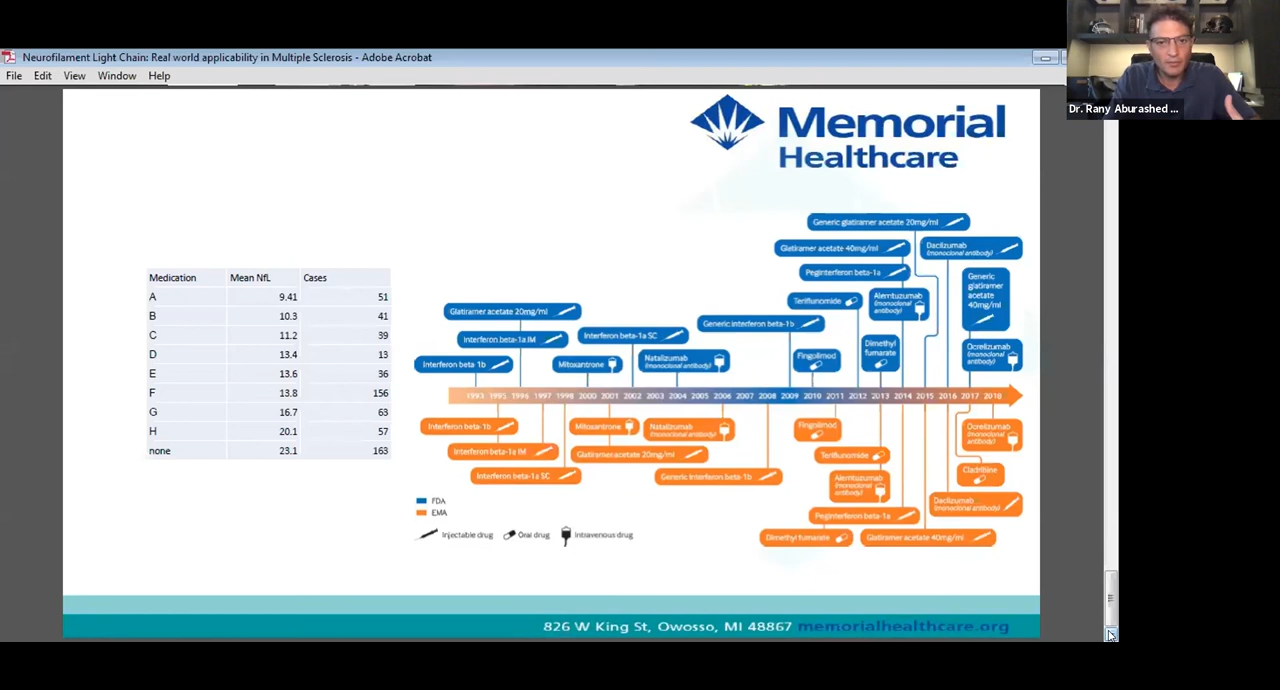 Neurofilament Light Chain: Real world applicability in Multiple Sclerosis - Adobe Acrobat
File Edit View Window Help
Dr. Rany Aburashed ...
Memorial
Healthcare
Medication Mean NfL Cases
A 9.41 51
B 10.3 41
C 11.2 39
D 13.4 13
E 13.6 36
F 13.8 156
G 16.7 63
H 20.1 57
none 23.1 163
Generic glatiramer acetate 20mg/ml
Glatiramer acetate 40mg/ml
Daclizumab
(monoclonal antibody)
Peginterferon beta-1a
Generic
glatiramer
acetate
40mg/ml
Teriflunomide
Alemtuzumab
(monoclonal
antibody)
Glatiramer acetate 20mg/ml
Generic interferon beta-1b
Interferon beta-1a IM
Interferon beta-1a SC
Dimethyl
fumarate
Ocrelizumab
(monoclonal
antibody)
Interferon beta 1b
Mitoxantrone
Natalizumab
(monoclonal antibody)
Fingolimod
1993 1995 1996 1997 1998 2000 2001 2002 2003 2004 2005 2006 2007 2008 2009 2010 2011 2012 2013 2014 2015 2016 2017 2018
Interferon beta-1b
Mitoxantrone
Natalizumab
(monoclonal antibody)
Fingolimod
Ocrelizumab
(monoclonal
antibody)
Interferon beta-1a IM
Glatiramer acetate 20mg/ml
Teriflunomide
Interferon beta-1a SC
Generic Interferon beta-1b
Cladribine
Alemtuzumab
(monoclonal
antibody)
Daclizumab
(monoclonal antibody)
Peginterferon beta-1a
Dimethyl fumarate
Glatiramer acetate 40mg/ml
FDA
EMA
Injectable drug Oral drug Intravenous drug
826 W King St, Owosso, MI 48867 memorialhealthcare.org